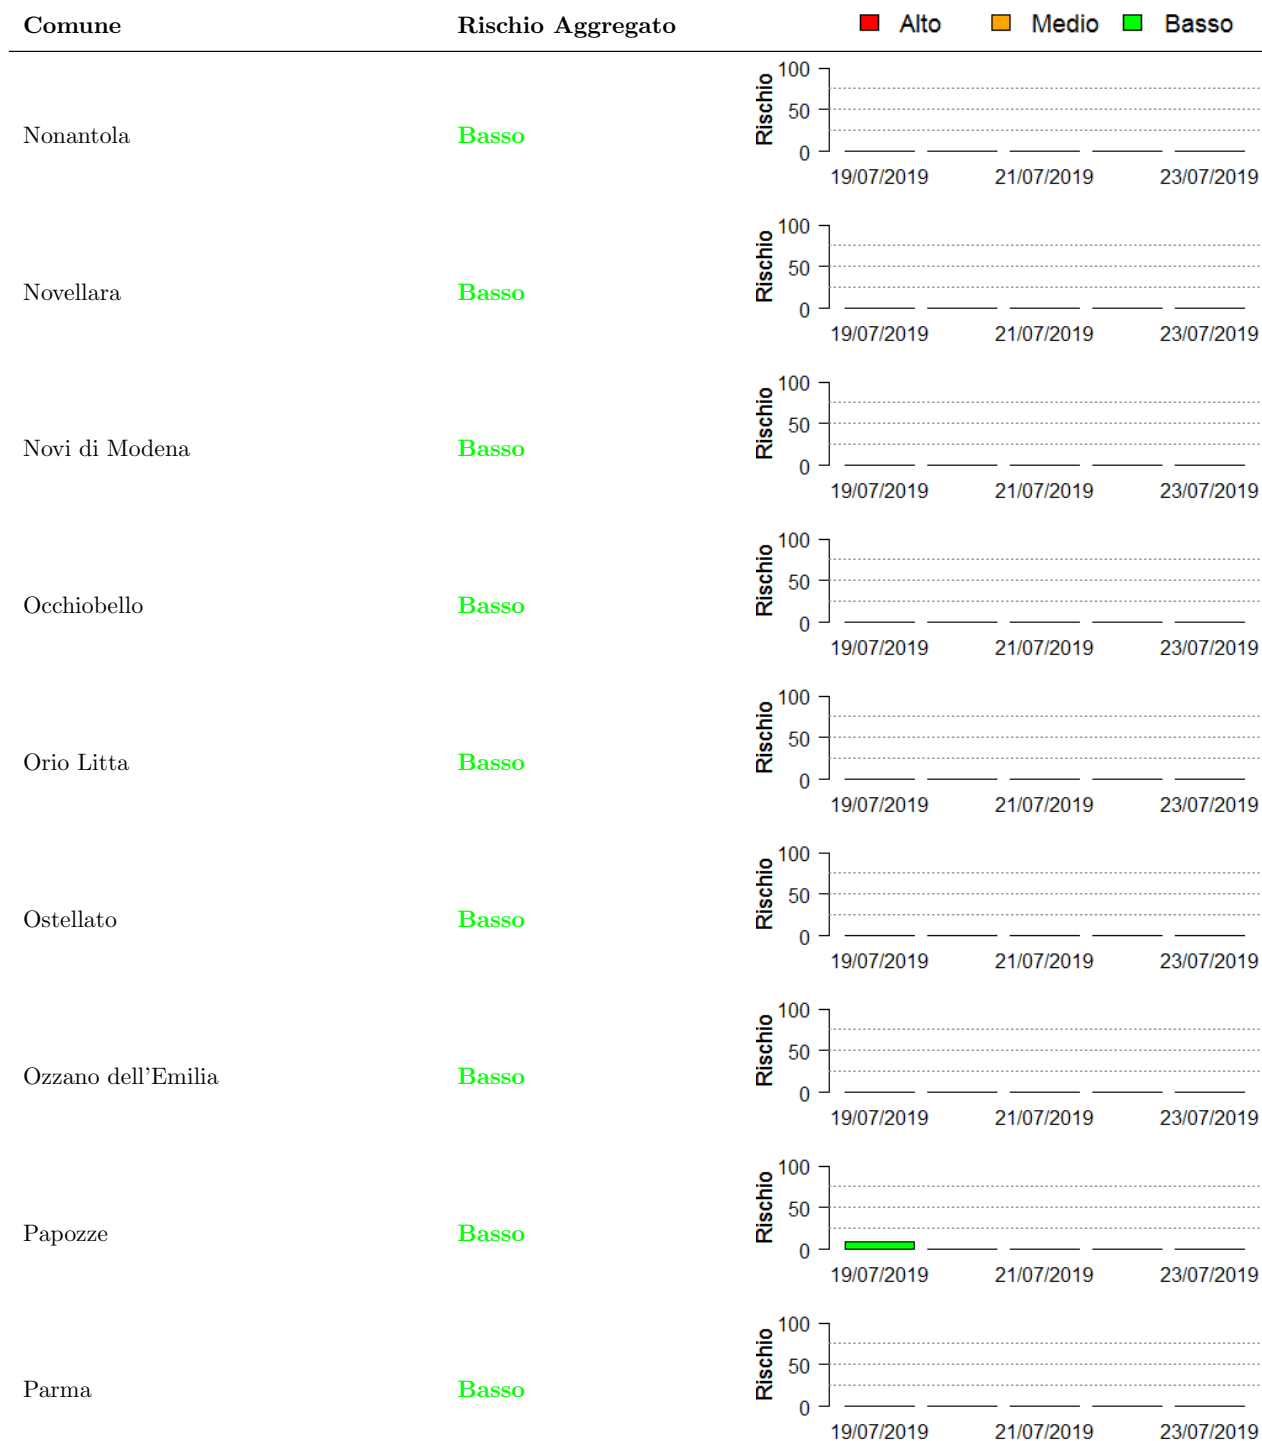 Comune Rischio Aggregato Alto Medio Basso
Nonantola Basso
Rischio
100
50
0
19/07/2019 21/07/2019 23/07/2019
Novellara Basso
Rischio
100
50
0
19/07/2019 21/07/2019 23/07/2019
Novi di Modena Basso
Rischio
100
50
0
19/07/2019 21/07/2019 23/07/2019
Occhiobello Basso
Rischio
100
50
0
19/07/2019 21/07/2019 23/07/2019
Orio Litta Basso
Rischio
100
50
0
19/07/2019 21/07/2019 23/07/2019
Ostellato Basso
Rischio
100
50
0
19/07/2019 21/07/2019 23/07/2019
Ozzano dell'Emilia Basso
Rischio
100
50
0
19/07/2019 21/07/2019 23/07/2019
Papozze Basso
Rischio
100
50
0
19/07/2019 21/07/2019 23/07/2019
Parma Basso
Rischio
100
50
0
19/07/2019 21/07/2019 23/07/2019